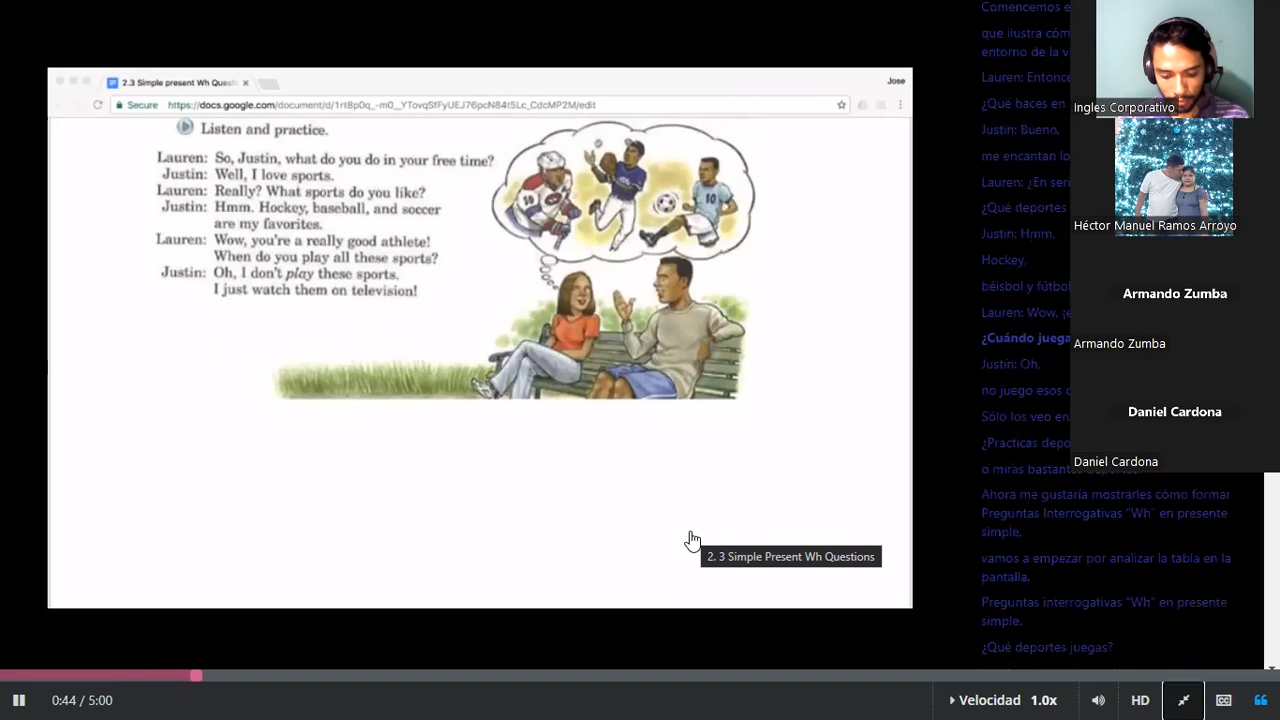 2.3 Simple present Wh Questi
Jose
Secure
https://docs.google.com/document/d/1rt8p0q_-m0__YTovqSfFyUEJ76pcN84t5Lc_CdcMP2M/edit
Listen and practice.
Lauren: So, Justin, what do you do in your free time?
Justin: Well, I love sports.
Lauren: Really? What sports do you like?
Justin: Hmm. Hockey, baseball, and soccer
are my favorites.
Lauren: Wow, you're a really good athlete!
When do you play all these sports?
Justin: Oh, I don't play these sports.
I just watch them on television!
10
10
2. 3 Simple Present Wh Questions
Comencemos e
que ilustra cóm
entorno de la v
Lauren: Entonc
¿Qué haces en
Justin: Bueno,
me encantan lo
Lauren: ¿En seri
¿Qué deportes
Justin: Hmm.
Hockey,
béisbol y fútbo
Lauren: Wow, ¡e
¿Cuándo juega
Justin: Oh,
no juego esos d
Sólo los veo en
¿Practicas depo
o miras bastantes deportes?
Ahora me gustaría mostrarles cómo formar
Preguntas Interrogativas "Wh" en presente
simple,
vamos a empezar por analizar la tabla en la
pantalla.
Preguntas interrogativas "Wh" en presente
simple.
¿Qué deportes juegas?
Ingles Corporativo
Héctor Manuel Ramos Arroyo
Armando Zumba
Armando Zumba
Daniel Cardona
Daniel Cardona
0:44 / 5:00
Velocidad 1.0x
HD
CC